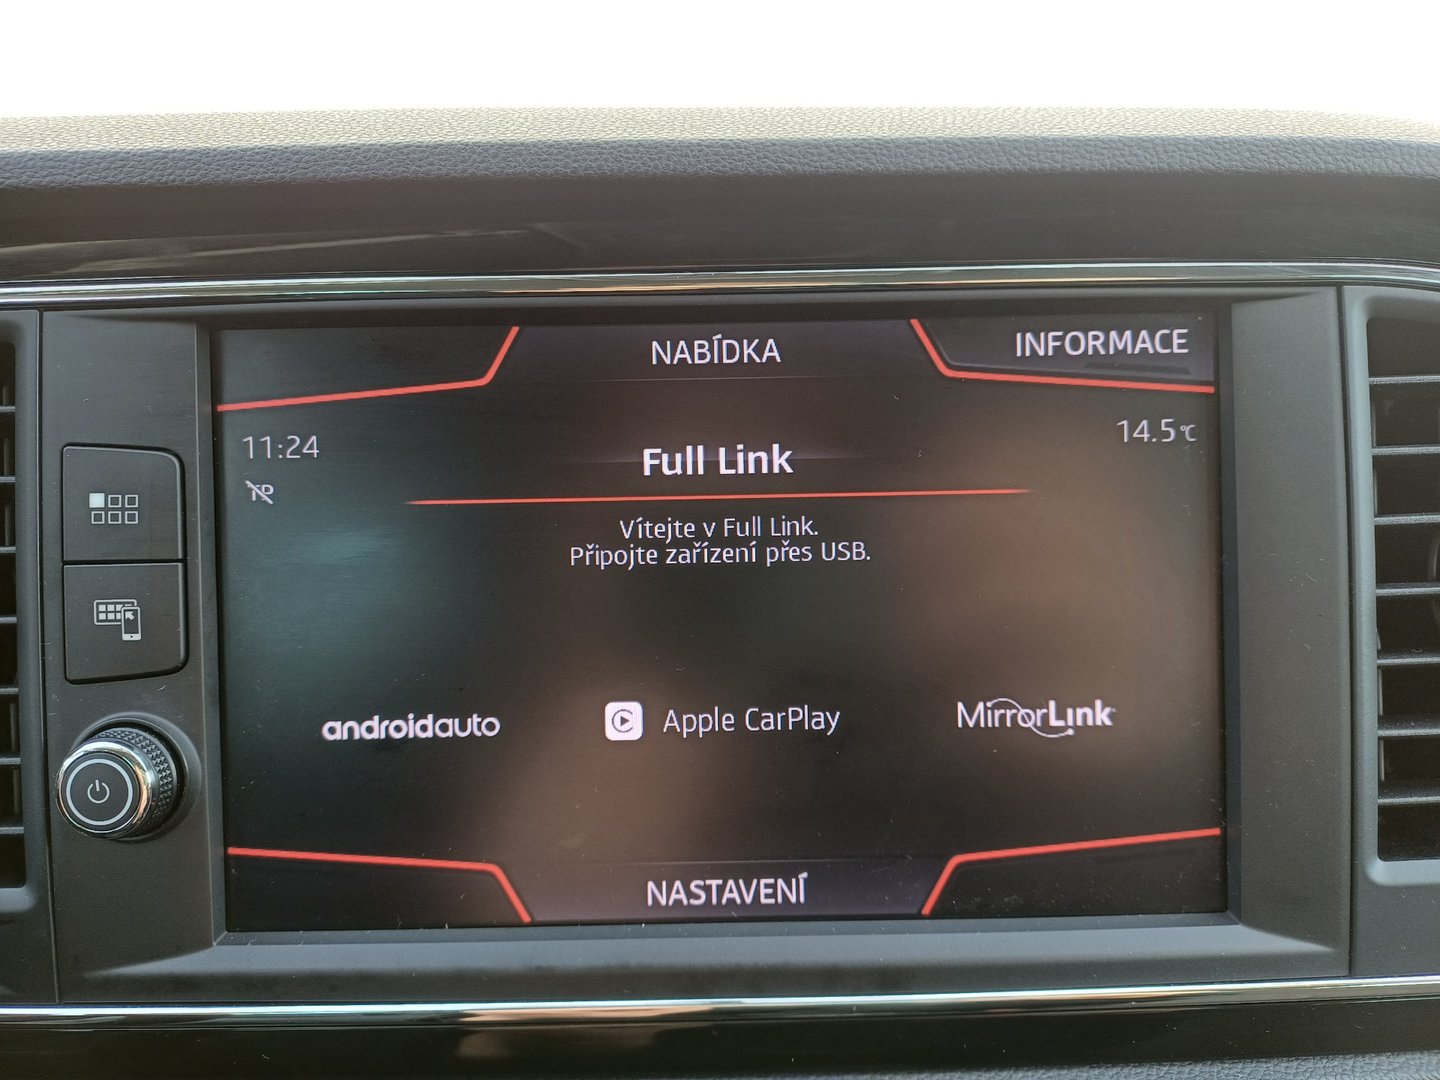 NABÍDKA
INFORMACE
11:24
14.5°C
TP
Full Link
Vítejte v Full Link.
Připojte zařízení přes USB.
androidauto
Apple CarPlay
MirrorLink
NASTAVENÍ